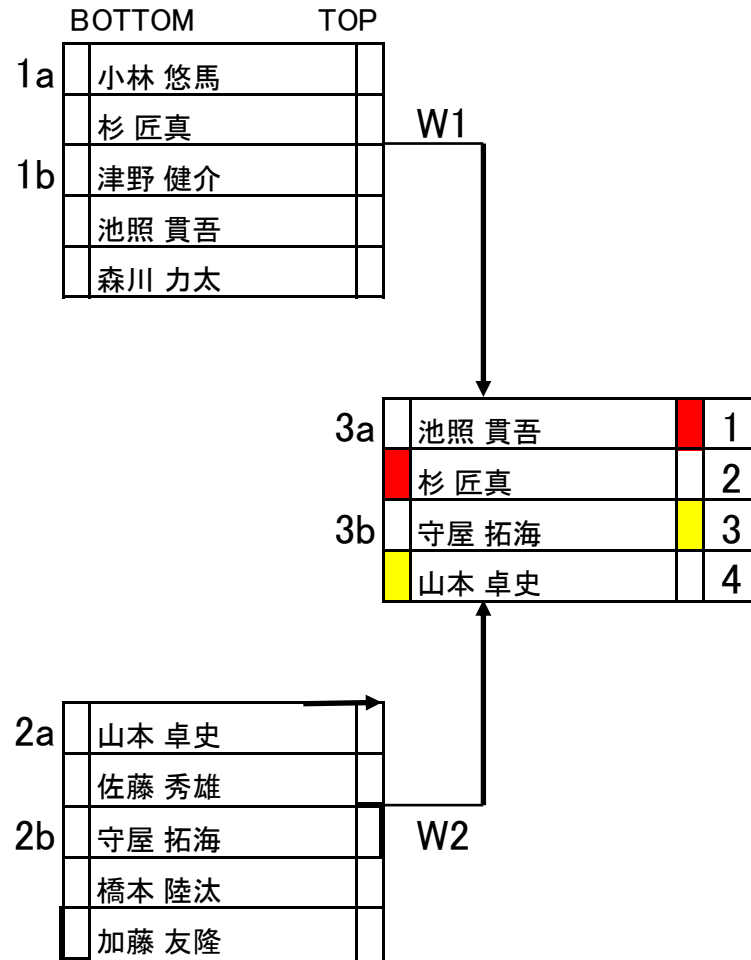 BOTTOM TOP
1a 小林 悠馬
杉 匠真
W1
1b 津野 健介
池照 貫吾
森川 力太
3a 池照 貫吾 1
杉 匠真 2
3b 守屋 拓海 3
山本 卓史 4
2a 山本 卓史
佐藤 秀雄
2b 守屋 拓海
W2
橋本 陸汰
加藤 友隆